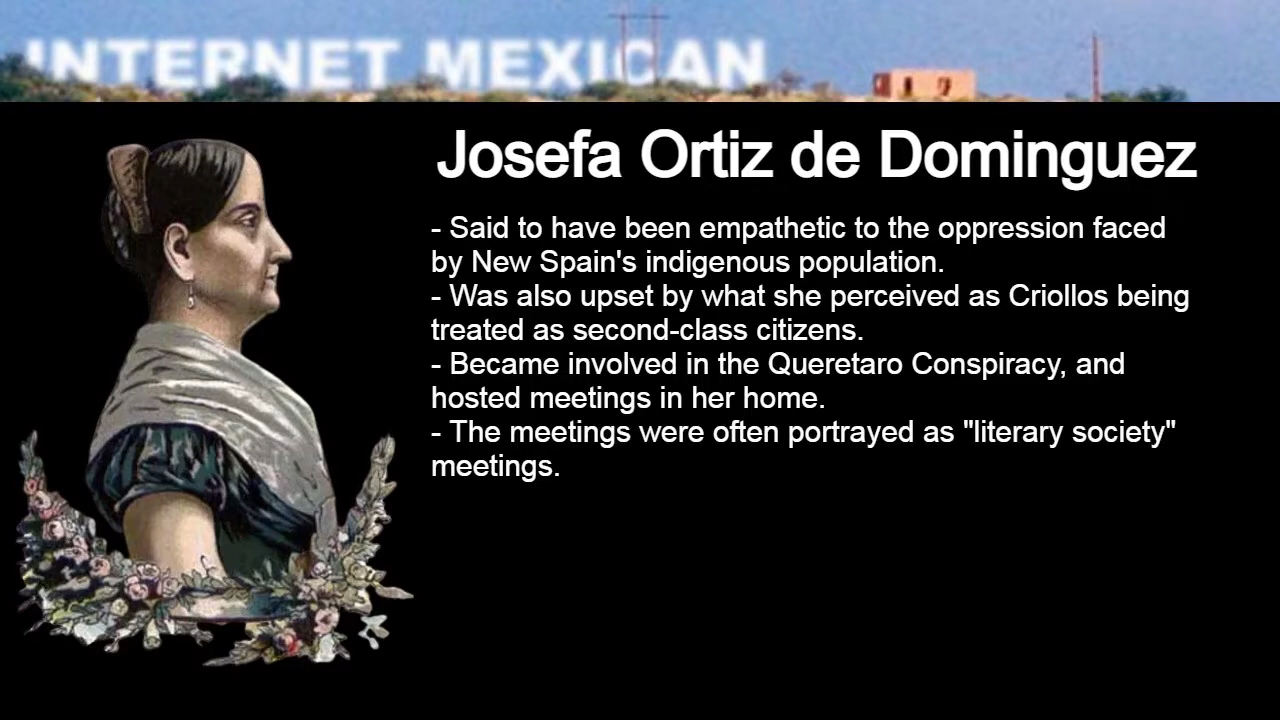 INTERNET MEXICAN
Josefa Ortiz de Dominguez
- Said to have been empathetic to the oppression faced
by New Spain's indigenous population.
- Was also upset by what she perceived as Criollos being
treated as second-class citizens.
- Became involved in the Queretaro Conspiracy, and
hosted meetings in her home.
- The meetings were often portrayed as "literary society"
meetings.